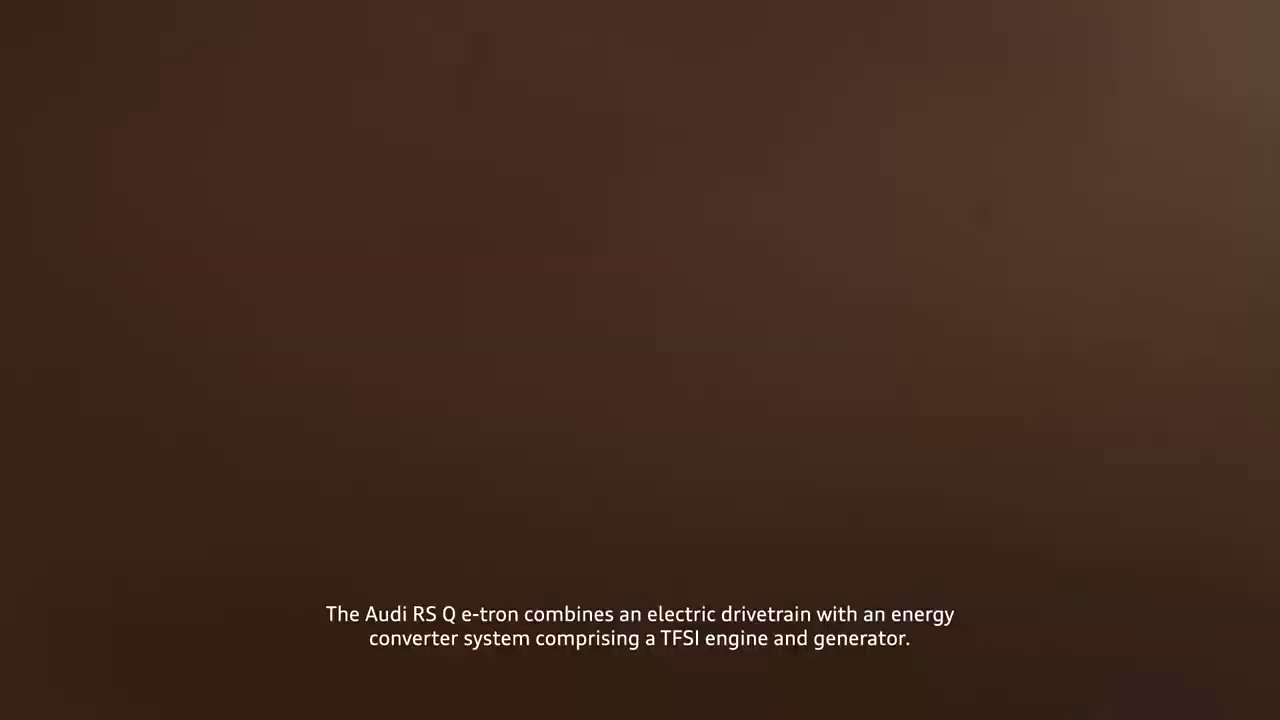 The Audi RS Q e-tron combines an electric drivetrain with an energy
converter system comprising a TFSI engine and generator.